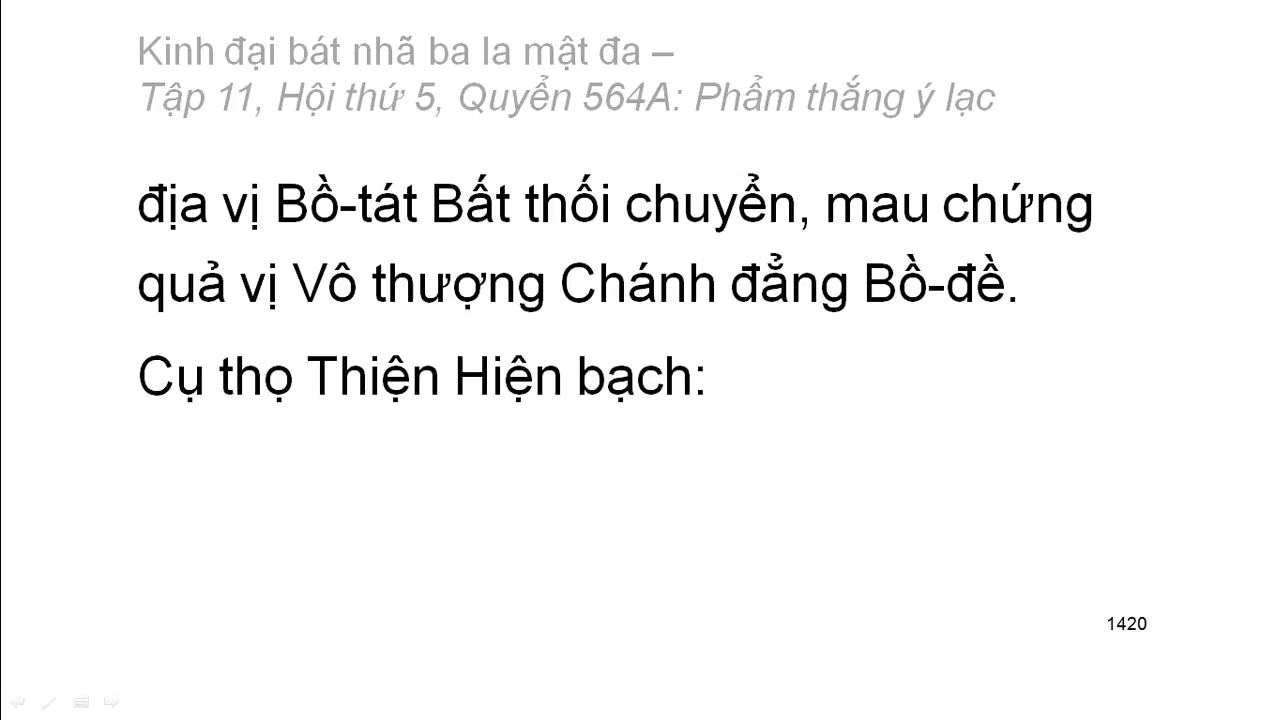 Kinh đại bát nhã ba la mật đa –
Tập 11, Hội thứ 5, Quyển 564A: Phẩm thắng ý lạc
địa vị Bồ-tát Bất thối chuyển, mau chứng
quả vị Vô thượng Chánh đẳng Bồ-đề.
Cụ thọ Thiện Hiện bạch:
1420